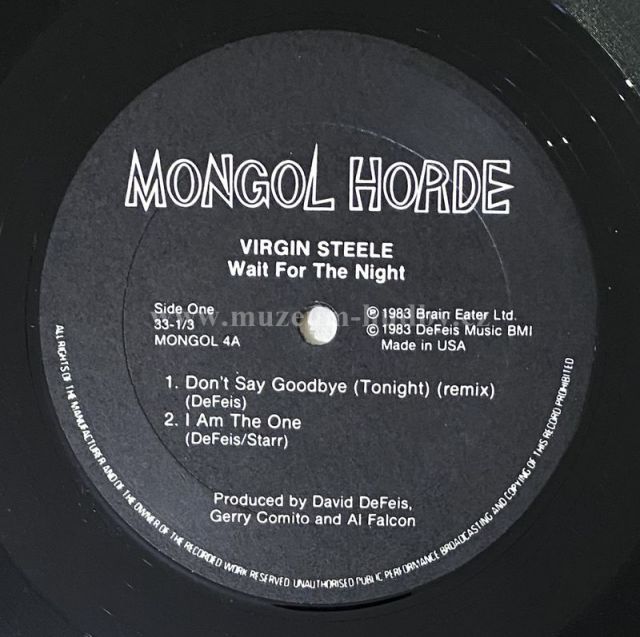 MONGOL HORDE
VIRGIN STEELE
Wait For The Night
Side One
33-1/3
MONGOL 4A
℗ 1983 Brain Eater Ltd.
© 1983 DeFeis Music BMI
Made in USA
1. Don't Say Goodbye (Tonight) (remix)
(DeFeis)
2. I Am The One
(DeFeis/Starr)
Produced by David DeFeis,
Gerry Comito and Al Falcon
ALL RIGHTS OF THE MANUFACTURER AND OF THE OWNER OF THE RECORDED WORK RESERVED UNAUTHORISED PUBLIC PERFORMANCE BROADCASTING AND COPYING OF THIS RECORD PROHIBITED